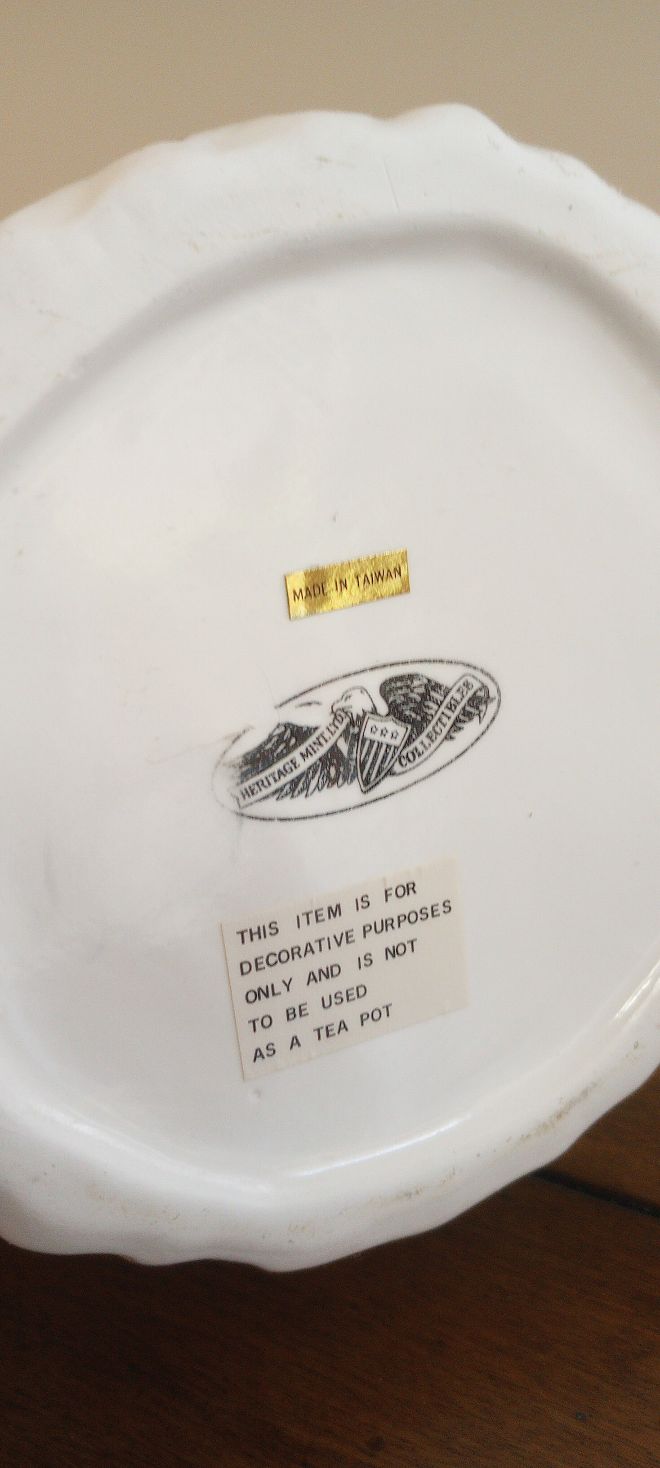 MADE IN TAIWAN
HERITAGE MINT, LTD.
COLLECTIBLES
THIS ITEM IS FOR
DECORATIVE PURPOSES
ONLY AND IS NOT
TO BE USED
AS A TEA POT